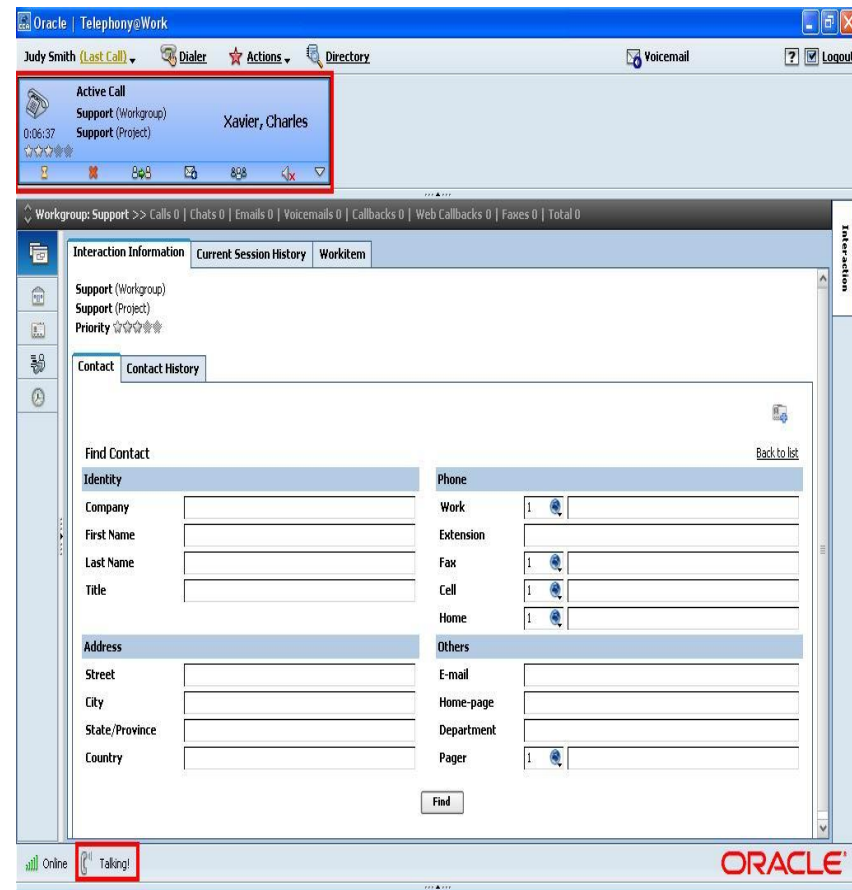 Oracle | Telephony@Work
Judy Smith (Last Call) Dialer Actions Directory Voicemail ? Logout
Active Call
Support (Workgroup)
Xavier, Charles
0:06:37 Support (Project)
Workgroup: Support >> Calls 0 | Chats 0 | Emails 0 | Voicemails 0 | Callbacks 0 | Web Callbacks 0 | Faxes 0 | Total 0
Interaction
Interaction Information Current Session History Workitem
Support (Workgroup)
Support (Project)
Priority
Contact Contact History
Find Contact Back to list
Identity Phone
Company Work 1
First Name Extension
Last Name Fax 1
Title Cell 1
Home 1
Address Others
Street E-mail
City Home-page
State/Province Department
Country Pager 1
Find
Online Talking! ORACLE